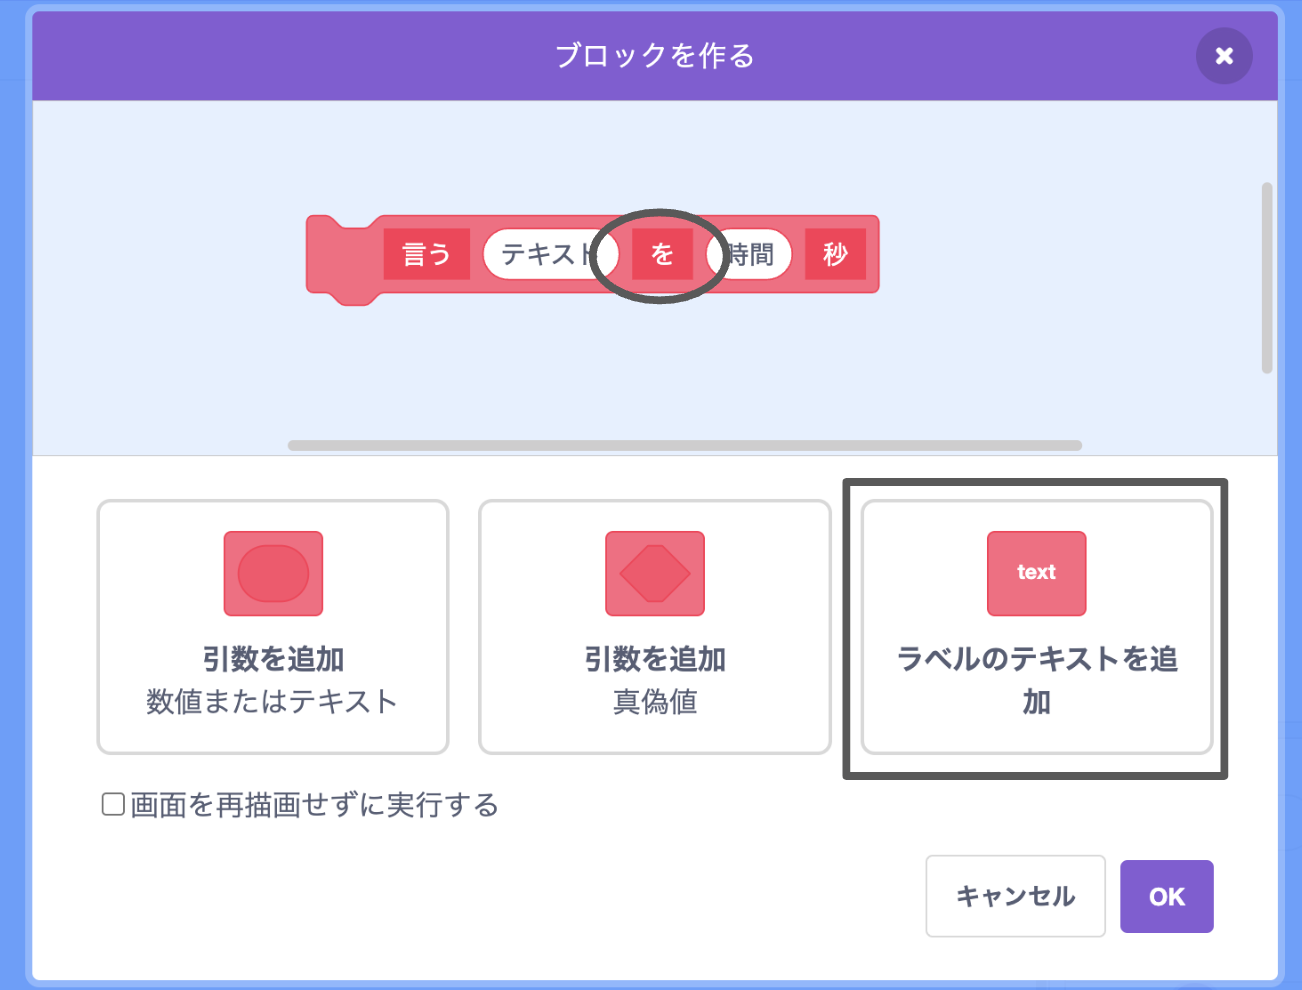 ブロックを作る
言う テキスト を 時間 秒
text
引数を追加
数値またはテキスト
引数を追加
真偽値
ラベルのテキストを追
加
画面を再描画せずに実行する
キャンセル
OK